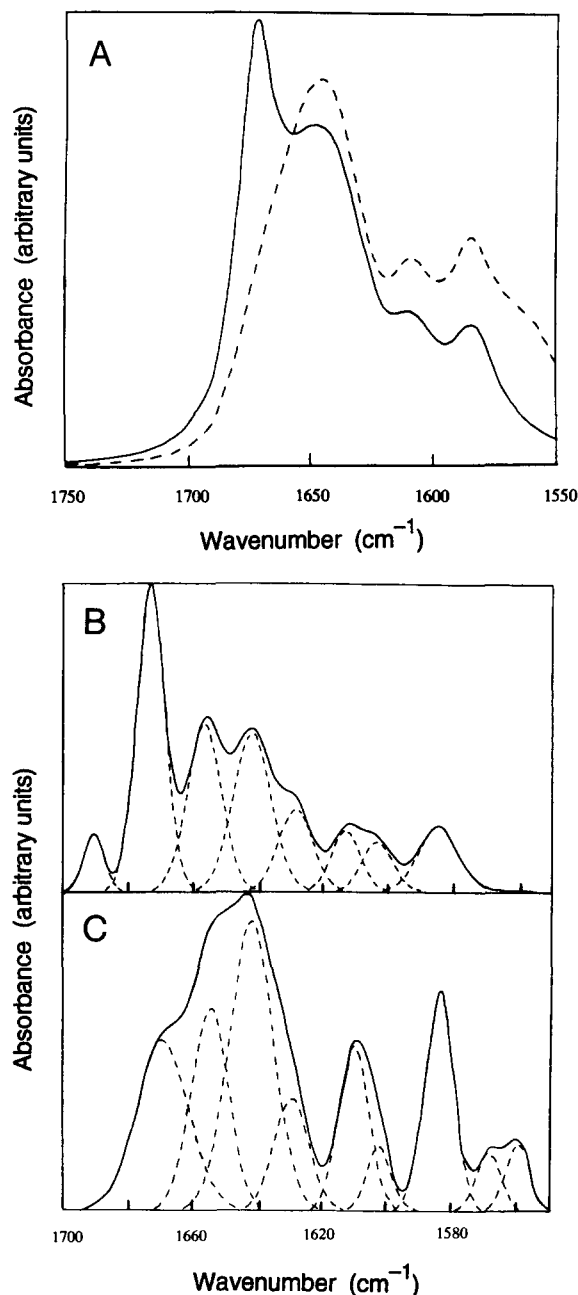 A
Absorbance (arbitrary units)
1750 1700 1650 1600 1550
Wavenumber (cm⁻¹)
B
C
Absorbance (arbitrary units)
1700 1660 1620 1580
Wavenumber (cm⁻¹)